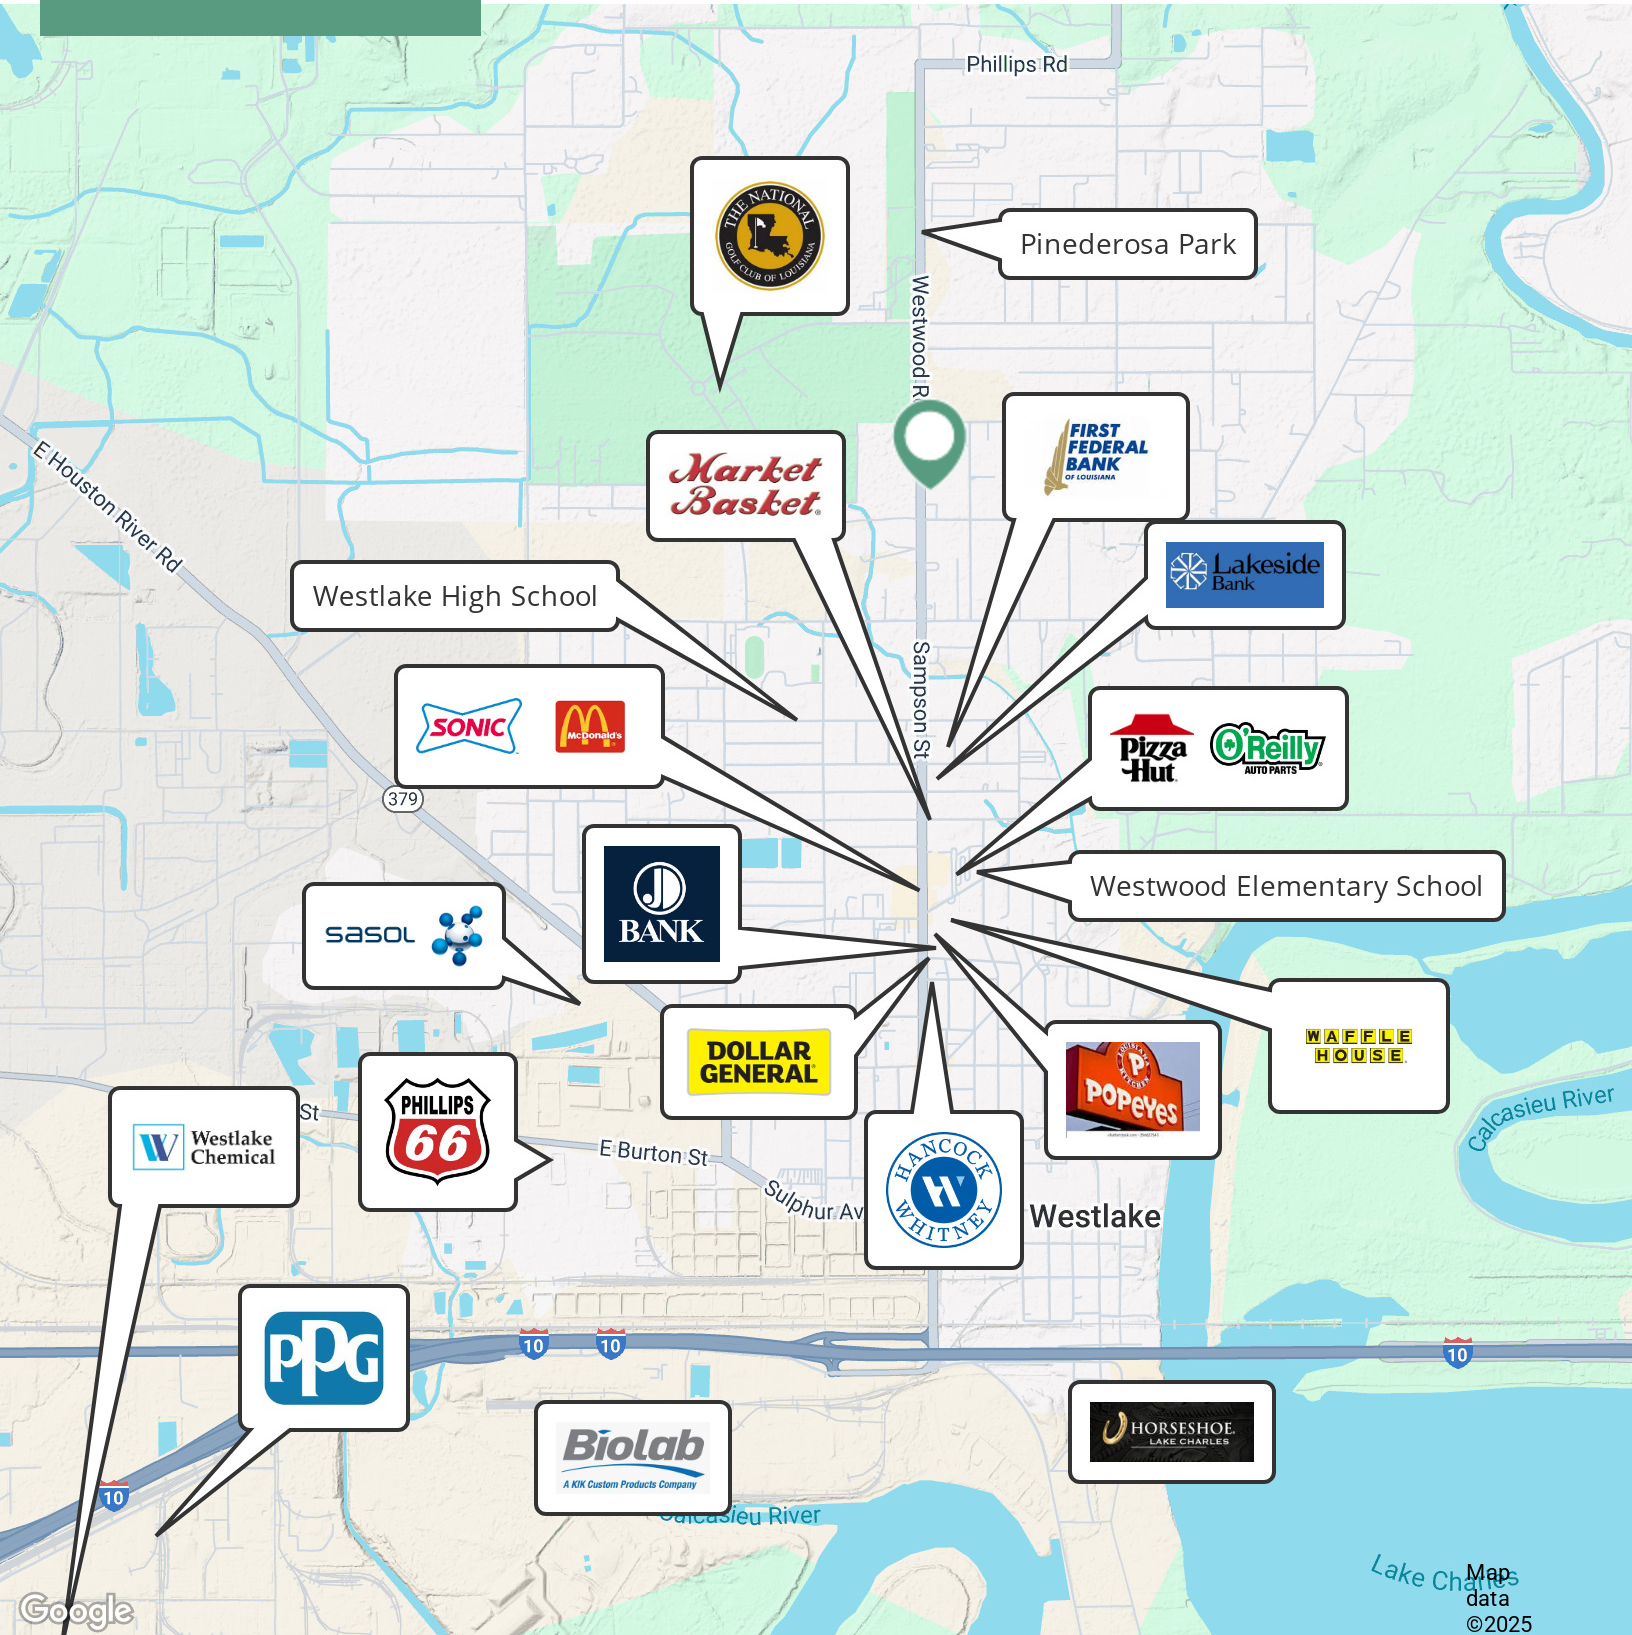 Phillips Rd
THE NATIONAL
GOLF CLUB OF LOUISIANA
Pinederosa Park
Westwood R
FIRST
FEDERAL
BANK
OF LOUISIANA
Market
Basket
E Houston River Rd
Lakeside
Bank
Westlake High School
Sampson St
SONIC
McDonald's
Pizza
Hut
O'Reilly
AUTO PARTS
379
JD
BANK
Westwood Elementary School
sasol
WAFFLE
HOUSE
DOLLAR
GENERAL
LOUISIANA
KITCHEN
POPEYES
Calcasieu River
PHILLIPS
66
St
W
Westlake
Chemical
E Burton St
Sulphur Av
HANCOCK
WHITNEY
Westlake
PPG
10
10
10
10
Biolab
A KIK Custom Products Company
HORSESHOE
LAKE CHARLES
Calcasieu River
Lake Charles
Google
Map
data
©2025